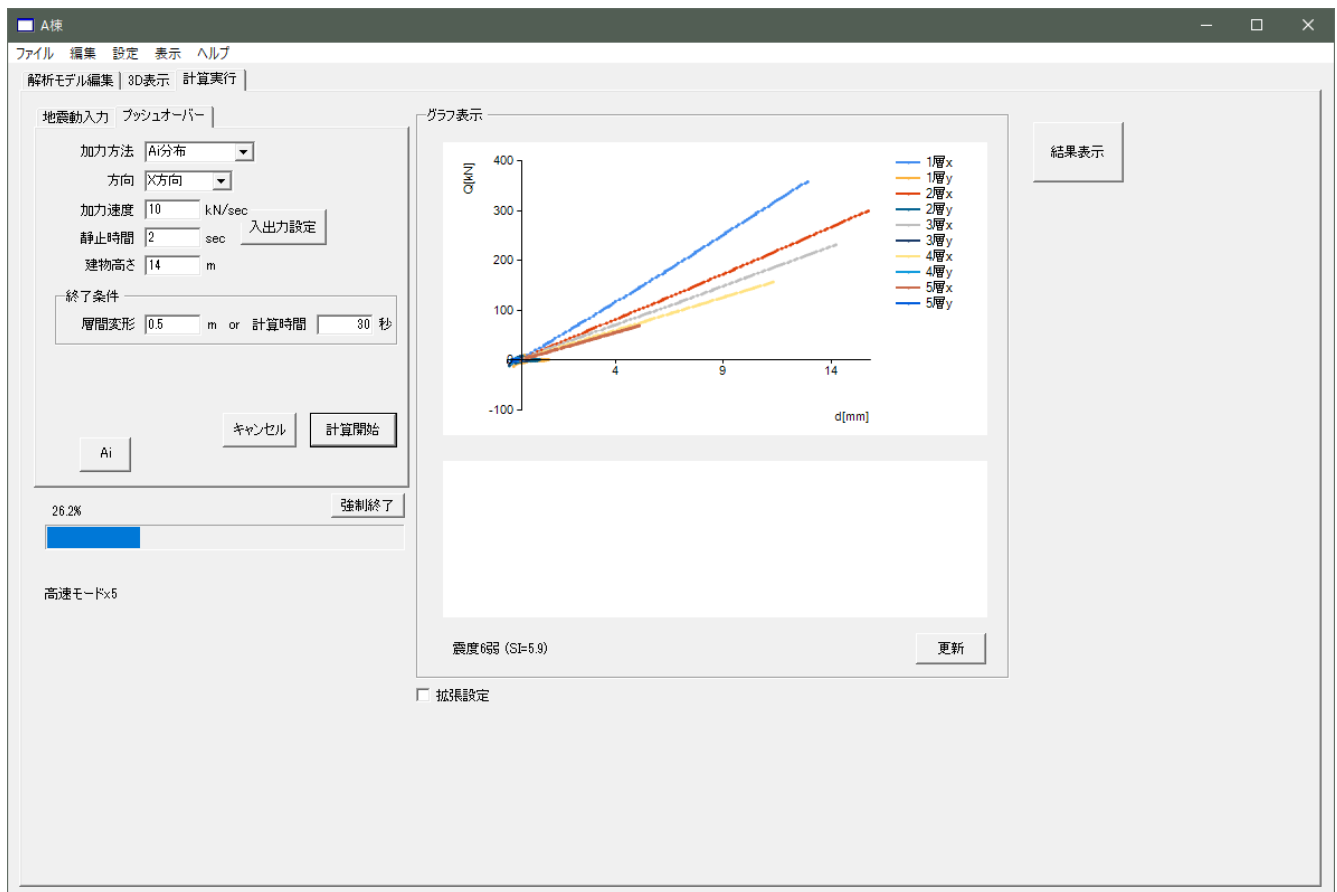 A棟
ファイル 編集 設定 表示 ヘルプ
解析モデル編集 3D表示 計算実行
地震動入力 プッシュオーバー
加力方法 Ai分布
方向 X方向
加力速度 10 kN/sec
静止時間 2 sec
入出力設定
建物高さ 14 m
終了条件
層間変形 0.5 m or 計算時間 30 秒
キャンセル 計算開始
Ai
26.2%
強制終了
高速モードx5
グラフ表示
Q[kN]
400
300
200
100
0
-100
4 9 14
d[mm]
1層x
1層y
2層x
2層y
3層x
3層y
4層x
4層y
5層x
5層y
震度6弱 (SI=5.9)
更新
拡張設定
結果表示